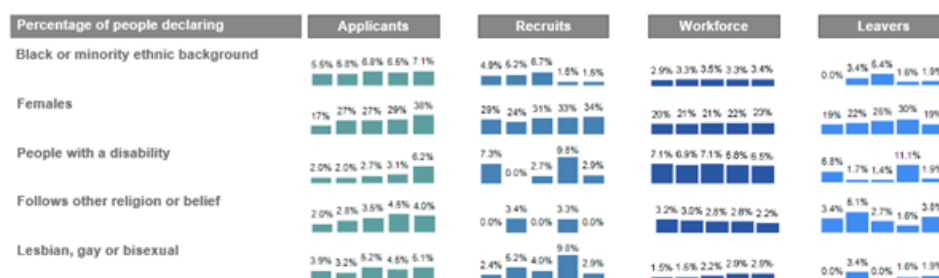 Percentage of people declaring Applicants Recruits Workforce Leavers
Black or minority ethnic background 6.8% 6.8% 6.5% 7.1% 4.9% 6.2% 6.7% 1.6% 1.5% 2.9% 3.3% 3.5% 3.3% 3.4% 0.0% 3.4% 6.4% 1.6% 1.9%
Females 17% 27% 27% 29% 38% 29% 24% 31% 33% 34% 20% 21% 21% 22% 23% 19% 22% 26% 30% 19%
People with a disability 2.0% 2.0% 2.7% 3.1% 6.2% 7.3% 0.0% 2.7% 9.8% 2.9% 7.1% 6.9% 7.1% 6.8% 6.5% 6.8% 1.7% 1.4% 11.1% 1.9%
Follows other religion or belief 2.0% 2.8% 3.5% 4.5% 4.0% 0.0% 3.4% 0.0% 3.3% 0.0% 3.2% 3.0% 2.8% 2.8% 2.2% 3.4% 5.1% 2.7% 1.6% 3.8%
Lesbian, gay or bisexual 3.9% 3.2% 5.2% 4.5% 5.1% 2.4% 5.2% 4.0% 9.8% 2.9% 1.5% 1.5% 2.2% 2.9% 2.9% 0.0% 3.4% 0.0% 1.6% 1.9%